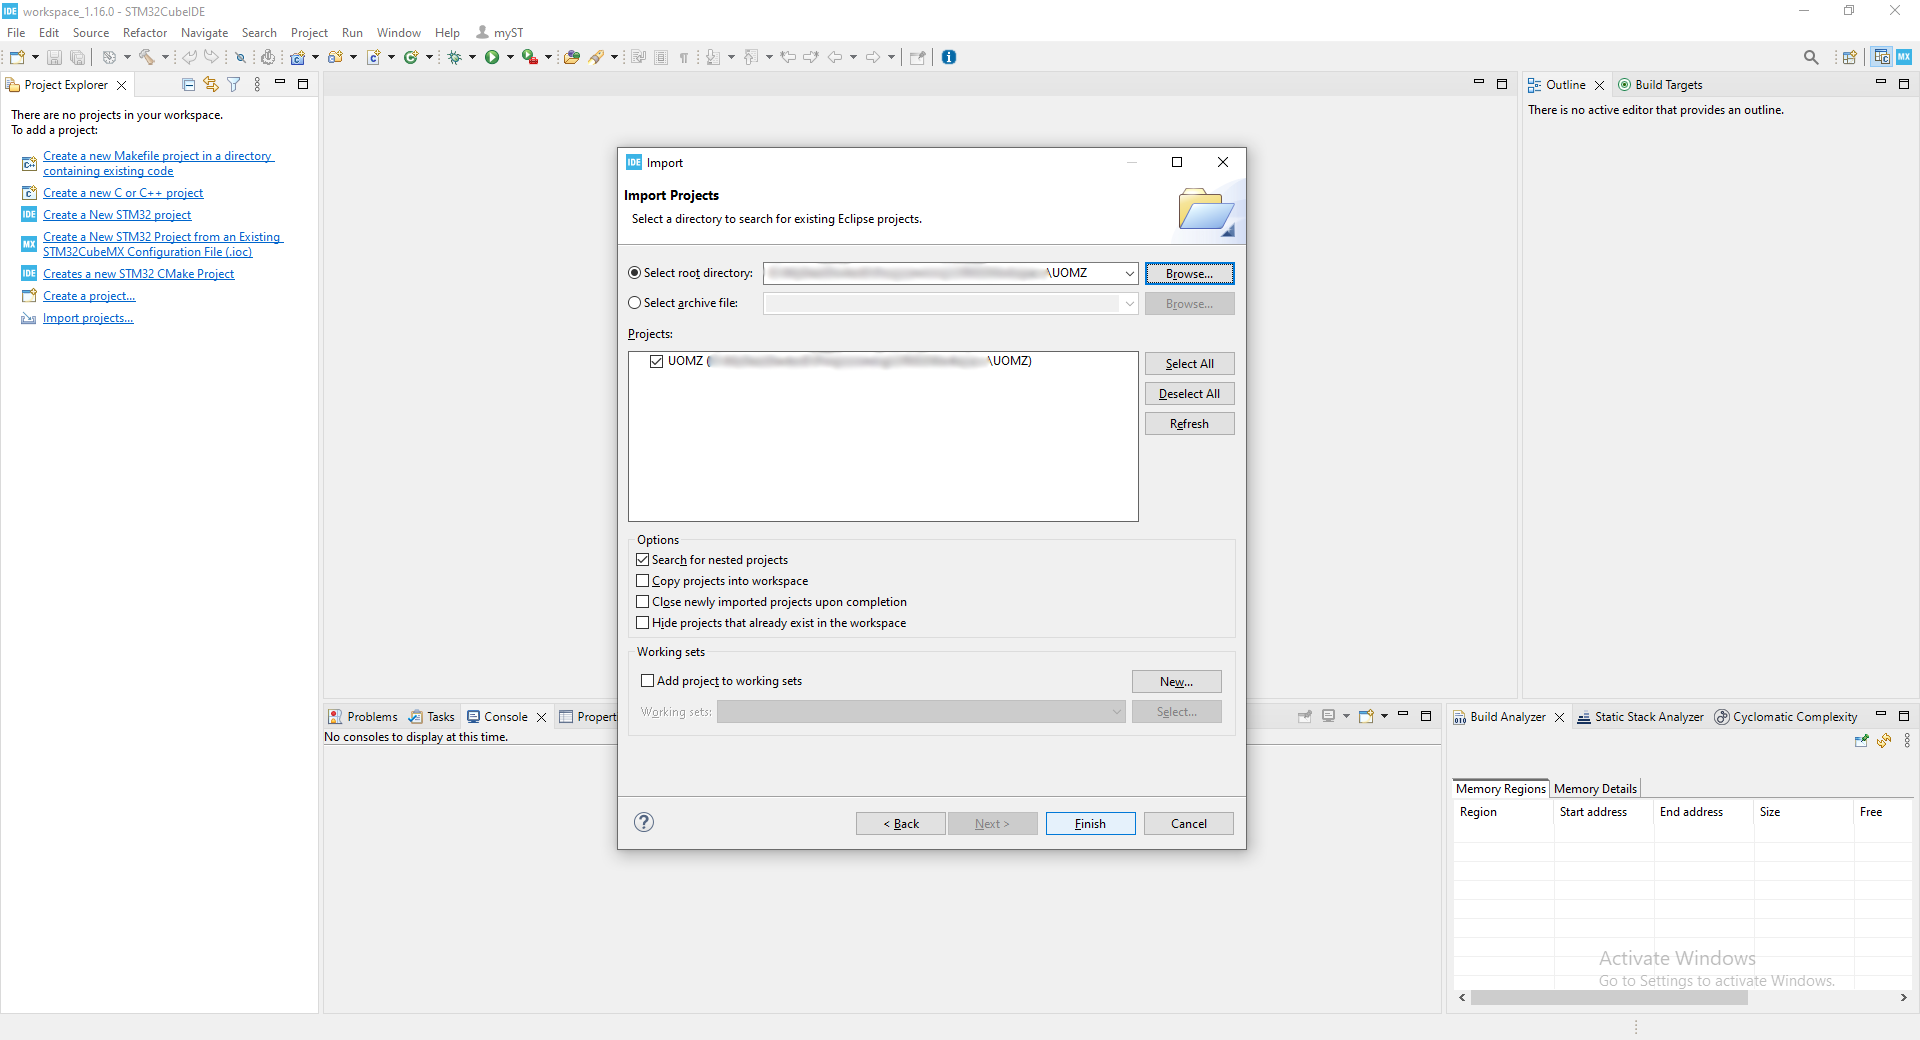 workspace_1.16.0 - STM32CubeIDE
File Edit Source Refactor Navigate Search Project Run Window Help myST
Project Explorer
There are no projects in your workspace.
To add a project:
Create a new Makefile project in a directory
containing existing code
Create a new C or C++ project
Create a New STM32 project
Create a New STM32 Project from an Existing
STM32CubeMX Configuration File (.ioc)
Creates a new STM32 CMake Project
Create a project...
Import projects...
IDE Import
Import Projects
Select a directory to search for existing Eclipse projects.
Select root directory: \UOMZ Browse...
Select archive file: Browse...
Projects:
UOMZ ( \UOMZ)
Select All
Deselect All
Refresh
Options
Search for nested projects
Copy projects into workspace
Close newly imported projects upon completion
Hide projects that already exist in the workspace
Working sets
Add project to working sets New...
Working sets: Select...
< Back Next > Finish Cancel
Outline Build Targets
There is no active editor that provides an outline.
Problems Tasks Console Propert
No consoles to display at this time.
Build Analyzer Static Stack Analyzer Cyclomatic Complexity
Memory Regions Memory Details
Region Start address End address Size Free
Activate Windows
Go to Settings to activate Windows.